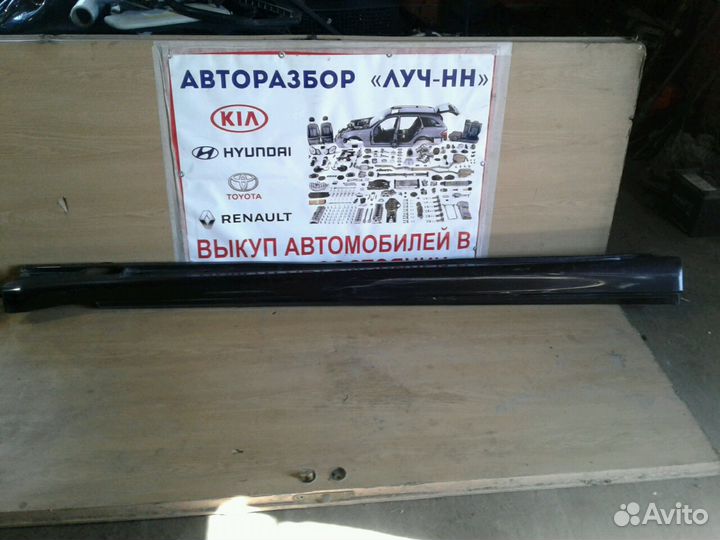 АВТОРАЗБОР «ЛУЧ-НН»
KIA
HYUNDAI
TOYOTA
RENAULT
ВЫКУП АВТОМОБИЛЕЙ В
Avito